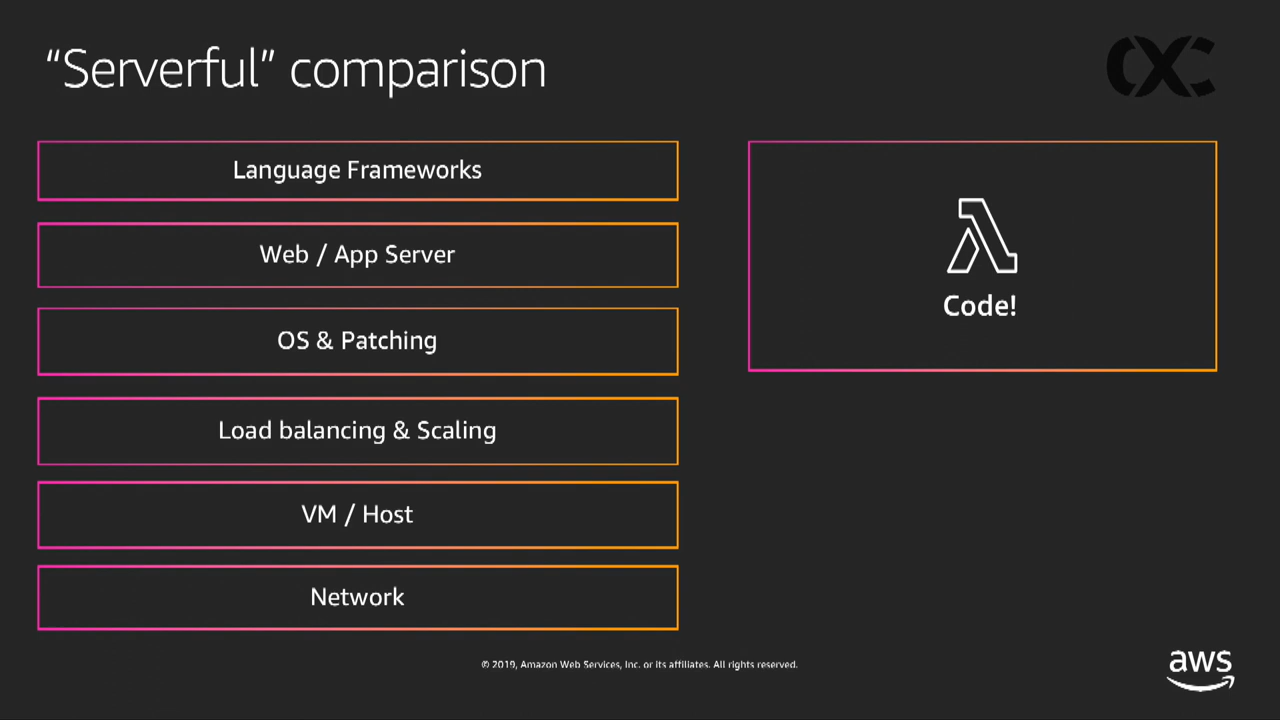 “Serverful” comparison
Language Frameworks
Web / App Server
OS & Patching
Load balancing & Scaling
VM / Host
Network
Code!
© 2019, Amazon Web Services, Inc. or its affiliates. All rights reserved.
aws